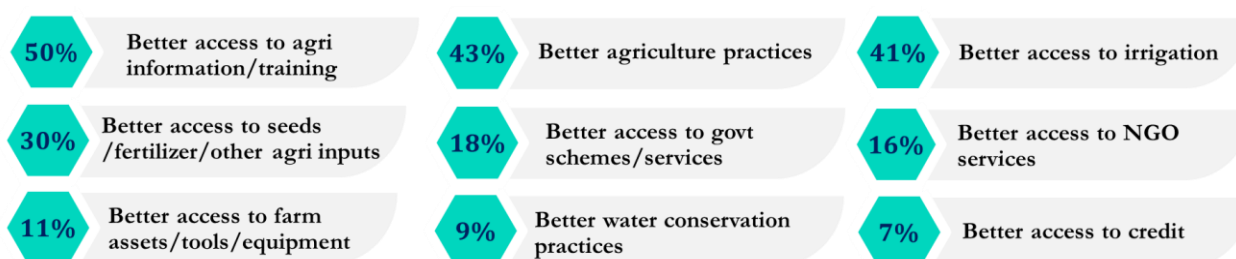 50%
Better access to agri
information/training
43%
Better agriculture practices
41%
Better access to irrigation
30%
Better access to seeds
/fertilizer/other agri inputs
18%
Better access to govt
schemes/services
16%
Better access to NGO
services
11%
Better access to farm
assets/tools/equipment
9%
Better water conservation
practices
7%
Better access to credit